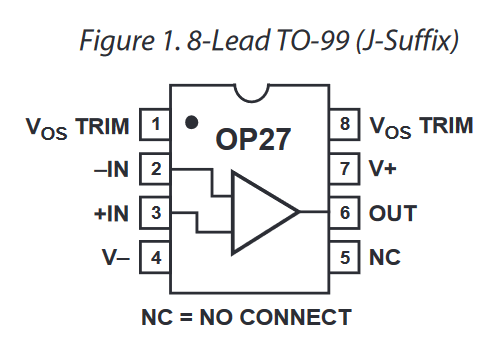 Figure 1. 8-Lead TO-99 (J-Suffix)
VOS TRIM 1 8 VOS TRIM
OP27
–IN 2 7 V+
+IN 3 6 OUT
V– 4 5 NC
NC = NO CONNECT